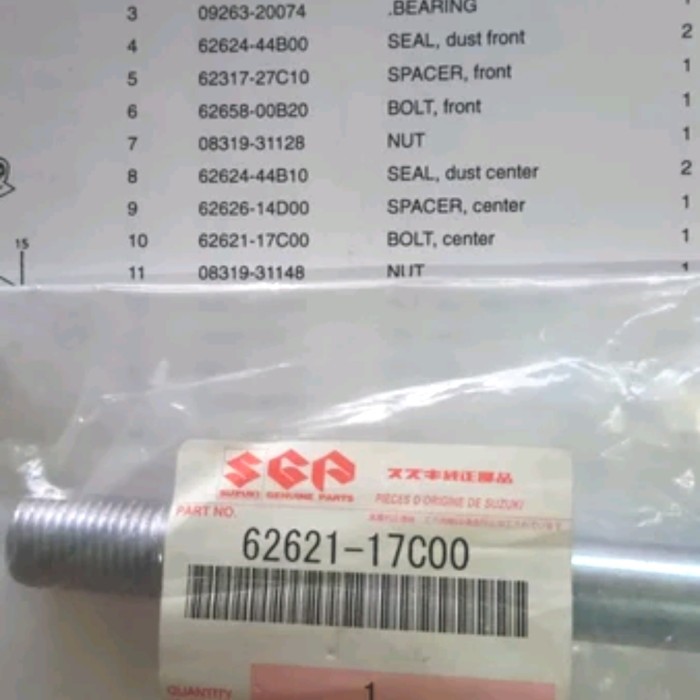 3 09263-20074 .BEARING
4 62624-44B00 SEAL, dust front 2
5 62317-27C10 SPACER, front 1
6 62658-00B20 BOLT, front 1
7 08319-31128 NUT 1
8 62624-44B10 SEAL, dust center 2
9 62626-14D00 SPACER, center 1
10 62621-17C00 BOLT, center 1
11 08319-31148 NUT 1
15
SGP スズキ純正部品
SUZUKI GENUINE PARTS PIECES D'ORIGINE DE SUZUKI
PART NO.
62621-17C00
QUANTITY 1